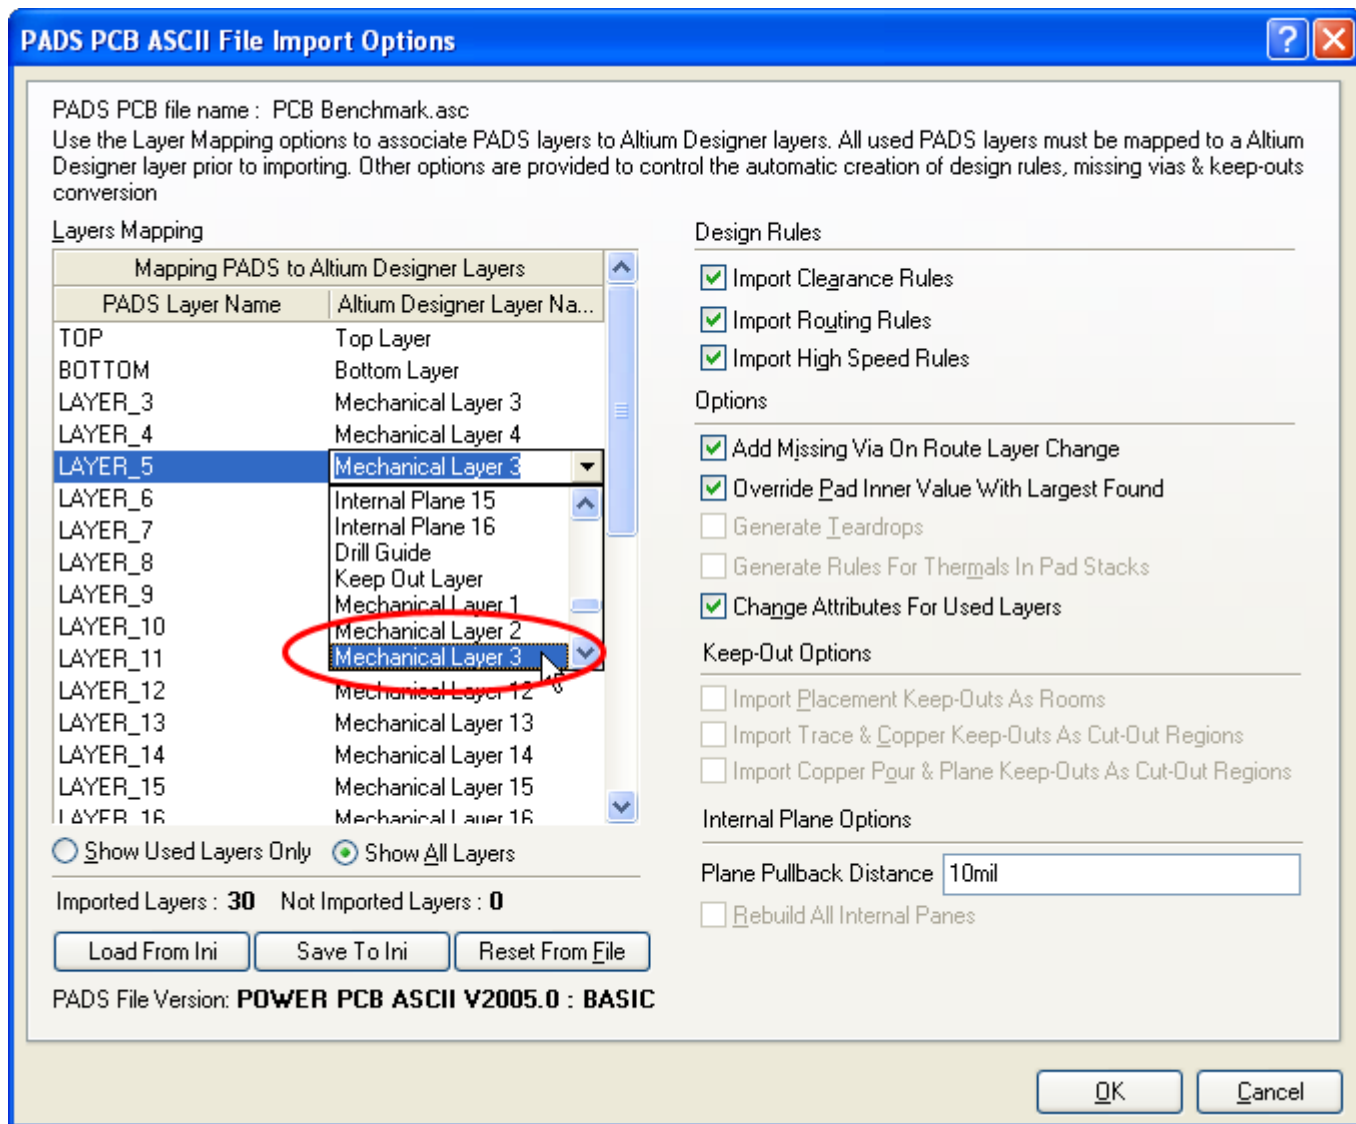 PADS PCB ASCII File Import Options
PADS PCB file name : PCB Benchmark.asc
Use the Layer Mapping options to associate PADS layers to Altium Designer layers. All used PADS layers must be mapped to a Altium
Designer layer prior to importing. Other options are provided to control the automatic creation of design rules, missing vias & keep-outs
conversion
Layers Mapping
Mapping PADS to Altium Designer Layers
PADS Layer Name Altium Designer Layer Na...
TOP Top Layer
BOTTOM Bottom Layer
LAYER_3 Mechanical Layer 3
LAYER_4 Mechanical Layer 4
LAYER_5 Mechanical Layer 3
LAYER_6 Internal Plane 15
Internal Plane 16
LAYER_7
Drill Guide
LAYER_8
Keep Out Layer
LAYER_9
Mechanical Layer 1
LAYER_10 Mechanical Layer 2
LAYER_11 Mechanical Layer 3
LAYER_12 Mechanical Layer 12
LAYER_13 Mechanical Layer 13
LAYER_14 Mechanical Layer 14
LAYER_15 Mechanical Layer 15
LAYER_16 Mechanical Layer 16
Show Used Layers Only Show All Layers
Imported Layers : 30 Not Imported Layers : 0
Load From Ini Save To Ini Reset From File
PADS File Version: POWER PCB ASCII V2005.0 : BASIC
Design Rules
Import Clearance Rules
Import Routing Rules
Import High Speed Rules
Options
Add Missing Via On Route Layer Change
Override Pad Inner Value With Largest Found
Generate Teardrops
Generate Rules For Thermals In Pad Stacks
Change Attributes For Used Layers
Keep-Out Options
Import Placement Keep-Outs As Rooms
Import Trace & Copper Keep-Outs As Cut-Out Regions
Import Copper Pour & Plane Keep-Outs As Cut-Out Regions
Internal Plane Options
Plane Pullback Distance 10mil
Rebuild All Internal Panes
OK Cancel